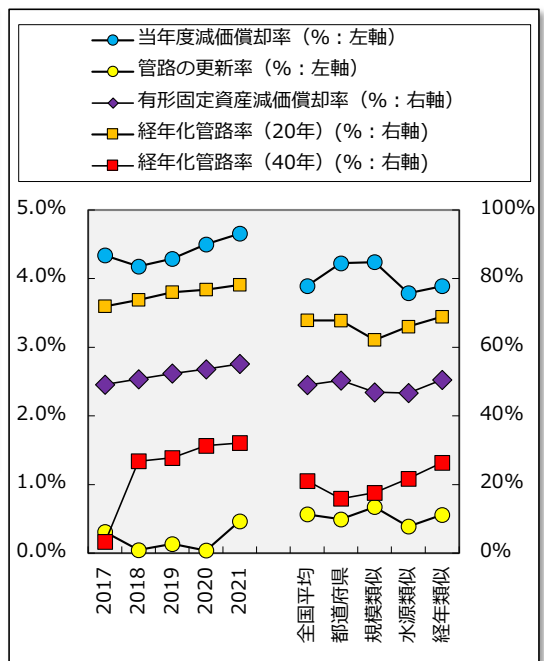 当年度減価償却率（%：左軸）
管路の更新率（%：左軸）
有形固定資産減価償却率（%：右軸）
経年化管路率（20年）(%：右軸)
経年化管路率（40年）(%：右軸)
5.0% 100%
4.0% 80%
3.0% 60%
2.0% 40%
1.0% 20%
0.0% 0%
2017
2018
2019
2020
2021
全国平均
都道府県
規模類似
水源類似
経年類似